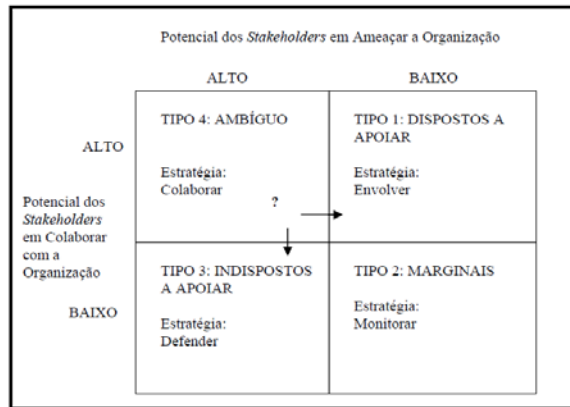 Potencial dos Stakeholders em Ameaçar a Organização
ALTO
BAIXO
ALTO
Potencial dos
Stakeholders
em Colaborar
com a
Organização
BAIXO
TIPO 4: AMBÍGUO
Estratégia:
Colaborar
?
TIPO 1: DISPOSTOS A
APOIAR
Estratégia:
Envolver
TIPO 3: INDISPOSTOS
A APOIAR
Estratégia:
Defender
TIPO 2: MARGINAIS
Estratégia:
Monitorar